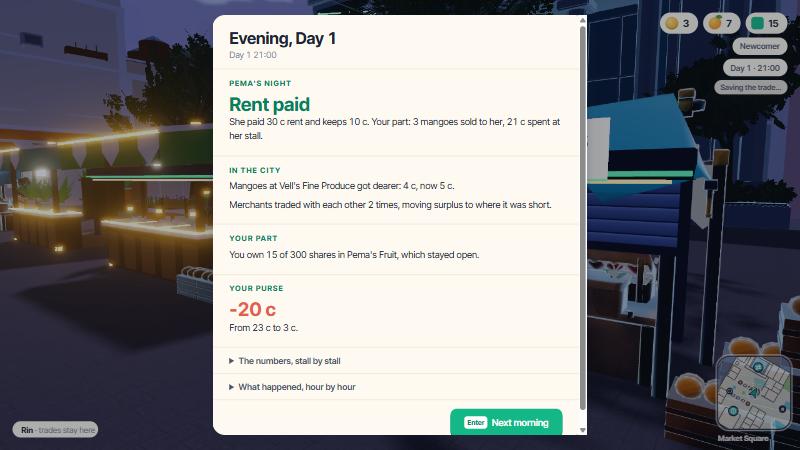 Evening, Day 1
Day 1 21:00
PEMA'S NIGHT
Rent paid
She paid 30 c rent and keeps 10 c. Your part: 3 mangoes sold to her, 21 c spent at
her stall.
IN THE CITY
Mangoes at Vell's Fine Produce got dearer: 4 c, now 5 c.
Merchants traded with each other 2 times, moving surplus to where it was short.
YOUR PART
You own 15 of 300 shares in Pema's Fruit, which stayed open.
YOUR PURSE
-20 c
From 23 c to 3 c.
The numbers, stall by stall
What happened, hour by hour
Enter Next morning
3 7 15
Newcomer
Day 1 · 21:00
Saving the trade...
Rin · trades stay here
Market Square